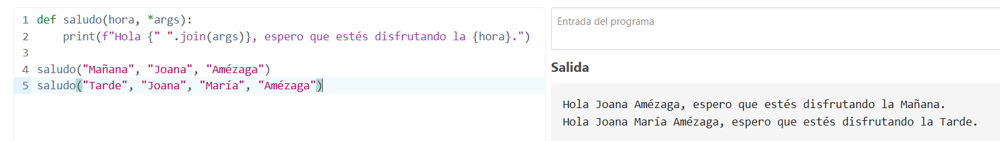 1 def saludo(hora, *args):
2     print(f"Hola {" ".join(args)}, espero que estés disfrutando la {hora}.")
3
4 saludo("Mañana", "Joana", "Amézaga")
5 saludo("Tarde", "Joana", "María", "Amézaga")
Entrada del programa
Salida
Hola Joana Amézaga, espero que estés disfrutando la Mañana.
Hola Joana María Amézaga, espero que estés disfrutando la Tarde.